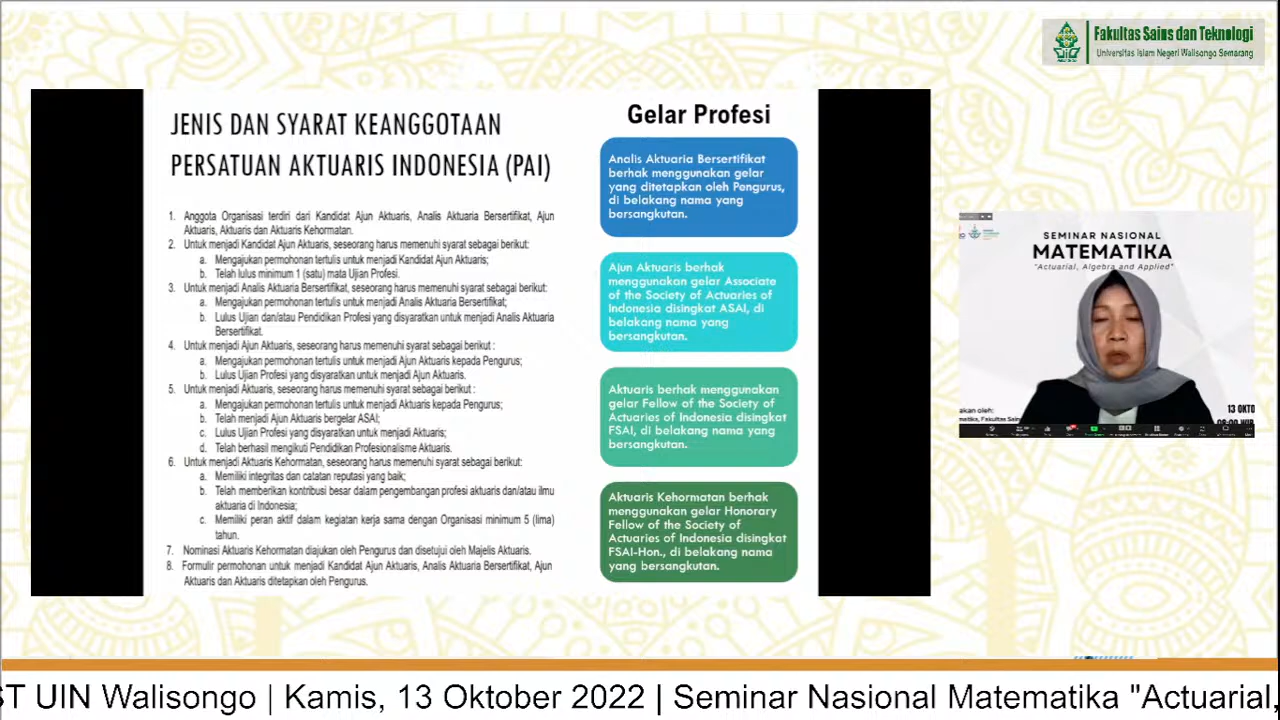 Fakultas Sains dan Teknologi
Universitas Islam Negeri Walisongo Semarang
JENIS DAN SYARAT KEANGGOTAAN
PERSATUAN AKTUARIS INDONESIA (PAI)
1. Anggota Organisasi terdiri dari Kandidat Ajun Aktuaris, Analis Aktuaria Bersertifikat, Ajun
Aktuaris, Aktuaris dan Aktuaris Kehormatan.
2. Untuk menjadi Kandidat Ajun Aktuaris, seseorang harus memenuhi syarat sebagai berikut:
a. Mengajukan permohonan tertulis untuk menjadi Kandidat Ajun Aktuaris;
b. Telah lulus minimum 1 (satu) mata Ujian Profesi.
3. Untuk menjadi Analis Aktuaria Bersertifikat, seseorang harus memenuhi syarat sebagai berikut:
a. Mengajukan permohonan tertulis untuk menjadi Analis Aktuaria Bersertifikat;
b. Lulus Ujian dan/atau Pendidikan Profesi yang disyaratkan untuk menjadi Analis Aktuaria
Bersertifikat.
4. Untuk menjadi Ajun Aktuaris, seseorang harus memenuhi syarat sebagai berikut :
a. Mengajukan permohonan tertulis untuk menjadi Ajun Aktuaris kepada Pengurus;
b. Lulus Ujian Profesi yang disyaratkan untuk menjadi Ajun Aktuaris.
5. Untuk menjadi Aktuaris, seseorang harus memenuhi syarat sebagai berikut :
a. Mengajukan permohonan tertulis untuk menjadi Aktuaris kepada Pengurus;
b. Telah menjadi Ajun Aktuaris bergelar ASAI;
c. Lulus Ujian Profesi yang disyaratkan untuk menjadi Aktuaris;
d. Telah berhasil mengikuti Pendidikan Profesionalisme Aktuaris.
6. Untuk menjadi Aktuaris Kehormatan, seseorang harus memenuhi syarat sebagai berikut:
a. Memiliki integritas dan catatan reputasi yang baik;
b. Telah memberikan kontribusi besar dalam pengembangan profesi aktuaris dan/atau ilmu
aktuaria di Indonesia;
c. Memiliki peran aktif dalam kegiatan kerja sama dengan Organisasi minimum 5 (lima)
tahun.
7. Nominasi Aktuaris Kehormatan diajukan oleh Pengurus dan disetujui oleh Majelis Aktuaris.
8. Formulir permohonan untuk menjadi Kandidat Ajun Aktuaris, Analis Aktuaria Bersertifikat, Ajun
Aktuaris dan Aktuaris ditetapkan oleh Pengurus.
Gelar Profesi
Analis Aktuaria Bersertifikat
berhak menggunakan gelar
yang ditetapkan oleh Pengurus,
di belakang nama yang
bersangkutan.
Ajun Aktuaris berhak
menggunakan gelar Associate
of the Society of Actuaries of
Indonesia disingkat ASAI, di
belakang nama yang
bersangkutan.
Aktuaris berhak menggunakan
gelar Fellow of the Society of
Actuaries of Indonesia disingkat
FSAI, di belakang nama yang
bersangkutan.
Aktuaris Kehormatan berhak
menggunakan gelar Honorary
Fellow of the Society of
Actuaries of Indonesia disingkat
FSAI-Hon., di belakang nama
yang bersangkutan.
SEMINAR NASIONAL
MATEMATIKA
"Actuarial, Algebra and Applied"
akan oleh:
matika, Fakultas Sain
13 OKTO
ST UIN Walisongo | Kamis, 13 Oktober 2022 | Seminar Nasional Matematika "Actuarial,